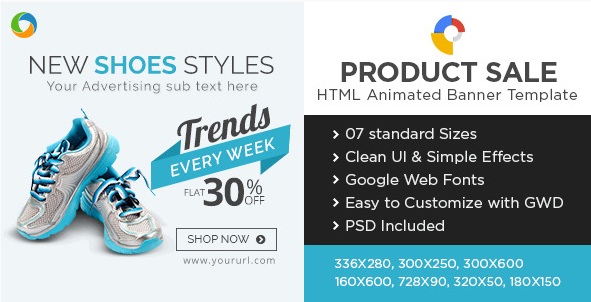 NEW SHOES STYLES
Your Advertising sub text here
Trends
EVERY WEEK
FLAT 30% OFF
SHOP NOW
www.yoururl.com
PRODUCT SALE
HTML Animated Banner Template
07 standard Sizes
Clean UI & Simple Effects
Google Web Fonts
Easy to Customize with GWD
PSD Included
336X280, 300X250, 300X600
160X600, 728X90, 320X50, 180X150